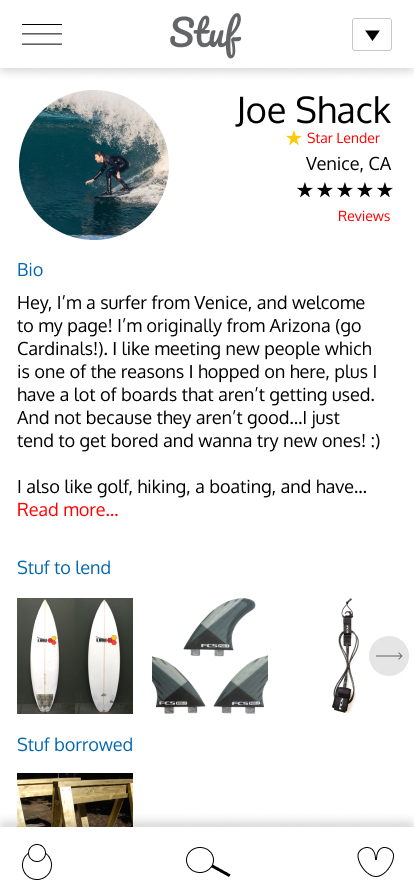 Stuf
Joe Shack
Star Lender
Venice, CA
Reviews
Bio
Hey, I'm a surfer from Venice, and welcome
to my page! I'm originally from Arizona (go
Cardinals!). I like meeting new people which
is one of the reasons I hopped on here, plus I
have a lot of boards that aren't getting used.
And not because they aren't good...I just
tend to get bored and wanna try new ones! :)
I also like golf, hiking, a boating, and have...
Read more...
Stuf to lend
FCS
FCS
Stuf borrowed